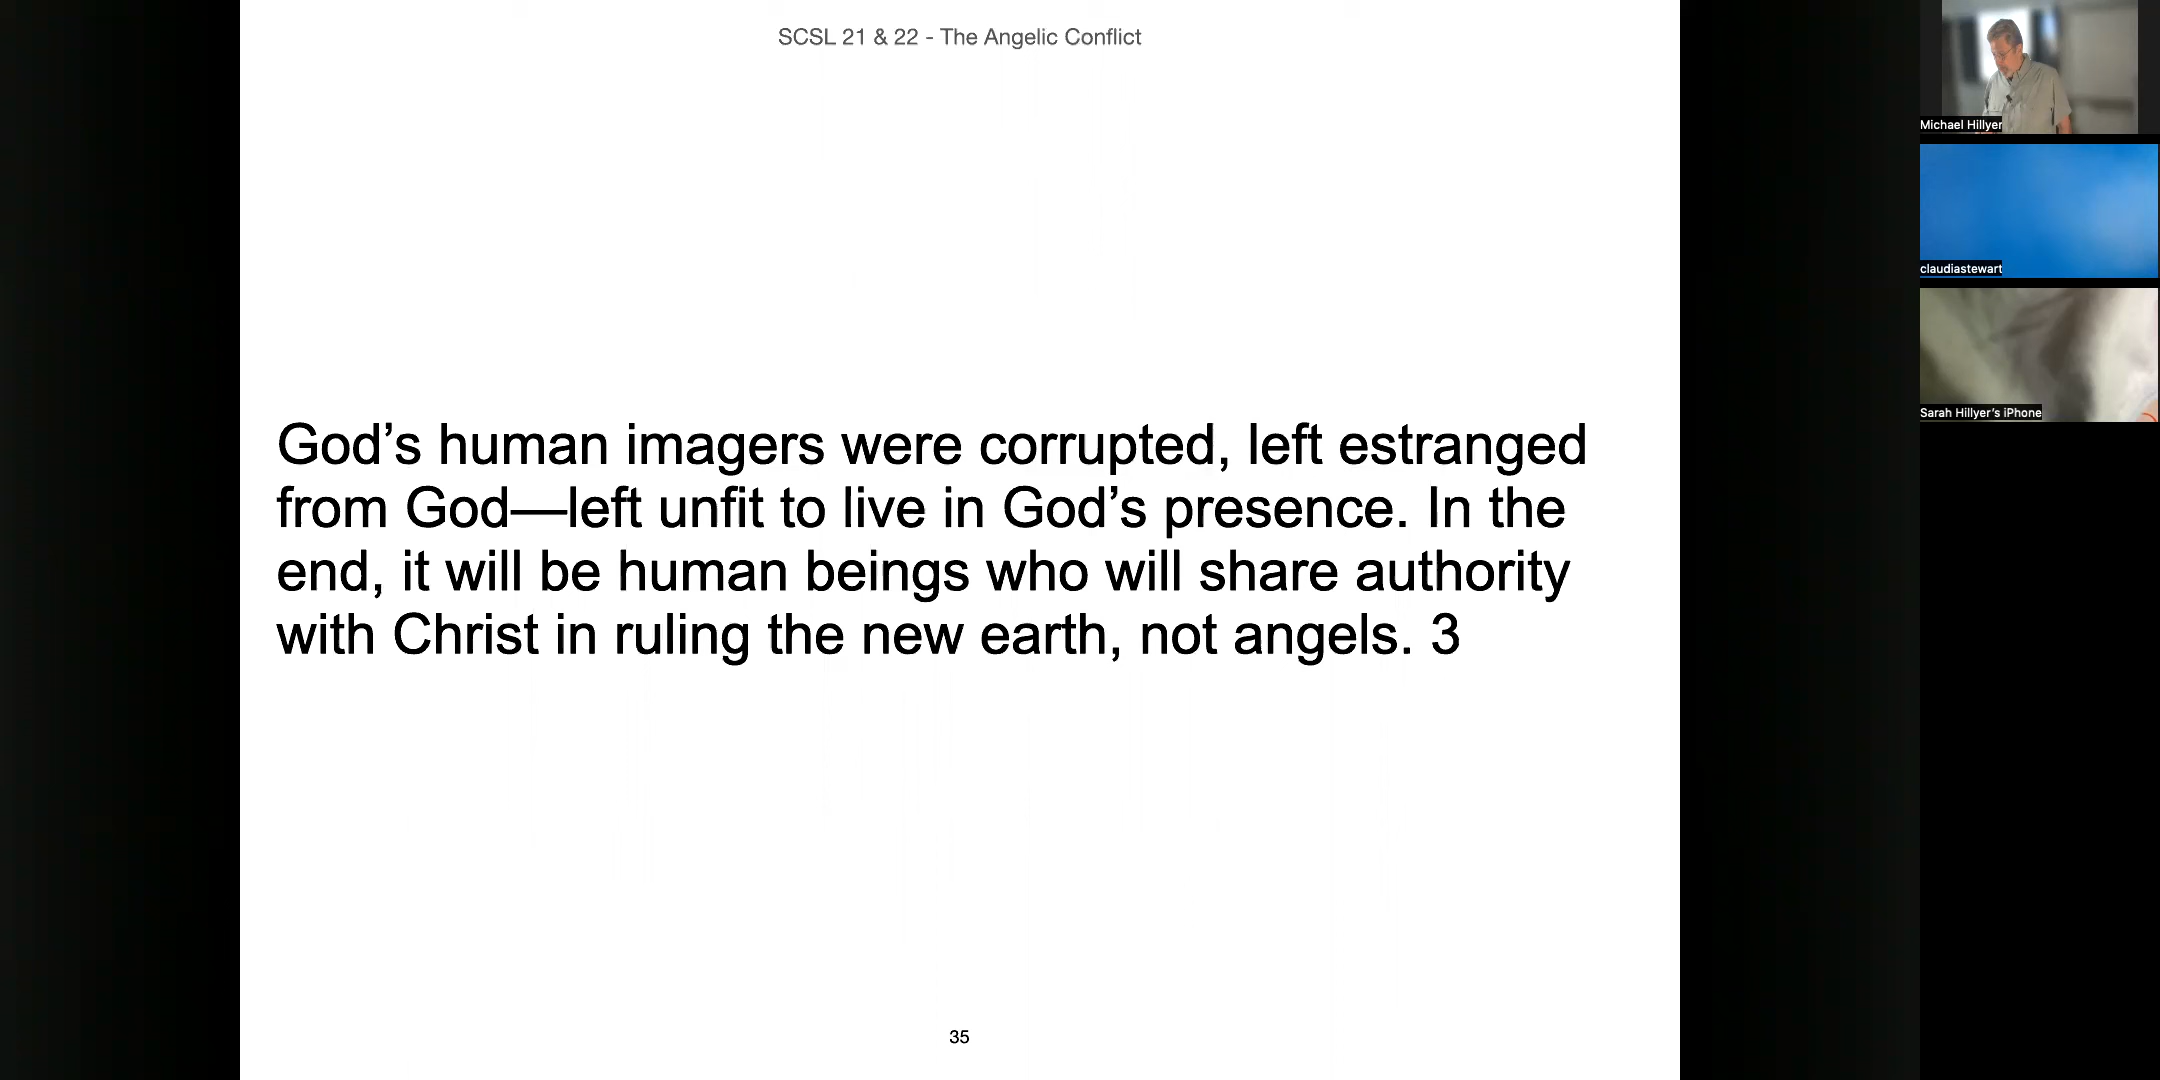 SCSL 21 & 22 - The Angelic Conflict
God’s human imagers were corrupted, left estranged
from God—left unfit to live in God’s presence. In the
end, it will be human beings who will share authority
with Christ in ruling the new earth, not angels. 3
35
Michael Hillyer
claudiastewart
Sarah Hillyer’s iPhone